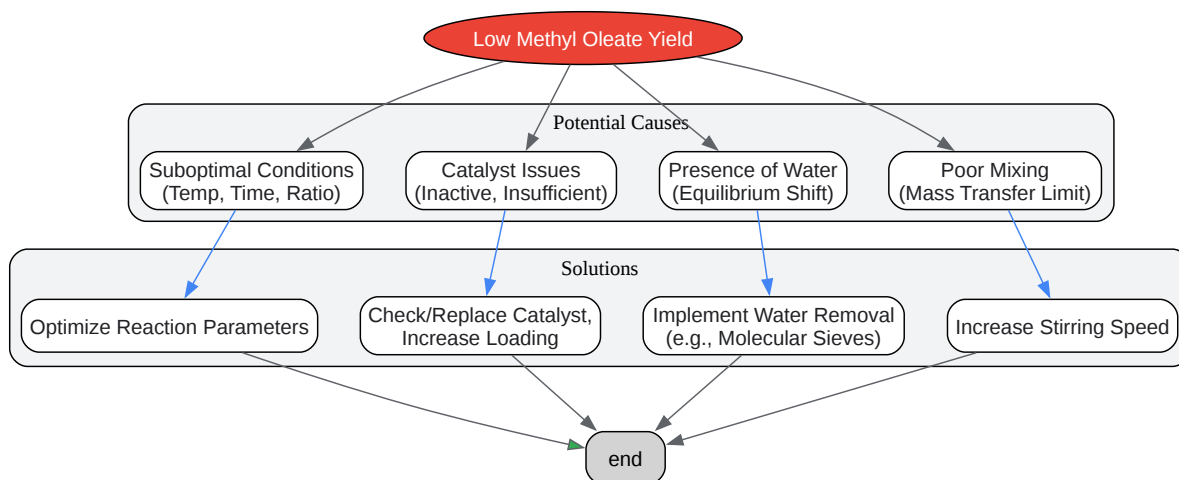 Low Methyl Oleate Yield
Potential Causes
Suboptimal Conditions
(Temp, Time, Ratio)
Catalyst Issues
(Inactive, Insufficient)
Presence of Water
(Equilibrium Shift)
Poor Mixing
(Mass Transfer Limit)
Solutions
Optimize Reaction Parameters
Check/Replace Catalyst,
Increase Loading
Implement Water Removal
(e.g., Molecular Sieves)
Increase Stirring Speed
end